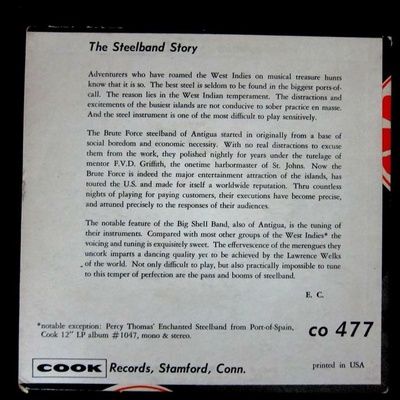 The Steelband Story
Adventurers who have roamed the West Indies on musical treasure hunts
know that it is so. The best steel is seldom to be found in the biggest ports-of-
call. The reason lies in the West Indian temperament. The distractions and
excitements of the busiest islands are not conducive to sober practice en masse.
And the steel instrument is one of the most difficult to play sensitively.
The Brute Force steelband of Antigua started in originally from a base of
social boredom and economic necessity. With no real distractions to excuse
them from the work, they polished nightly for years under the tutelage of
mentor F.V.D. Griffith, the onetime harbormaster of St. Johns. Now the
Brute Force is indeed the major entertainment attraction of the islands, has
toured the U.S. and made for itself a worldwide reputation. Thru countless
nights of playing for paying customers, their executions have become precise,
and attuned precisely to the responses of their audiences.
The notable feature of the Big Shell Band, also of Antigua, is the tuning of
their instruments. Compared with most other groups of the West Indies* the
voicing and tuning is exquisitely sweet. The effervescence of the merengues they
uncork imparts a dancing quality yet to be achieved by the Lawrence Welks
of the world. Not only difficult to play, but also practically impossible to tune
to this temper of perfection are the pans and booms of steelband.
E. C.
*notable exception: Percy Thomas' Enchanted Steelband from Port-of-Spain,
Cook 12" LP album #1047, mono & stereo.
co 477
COOK Records, Stamford, Conn.
printed in USA